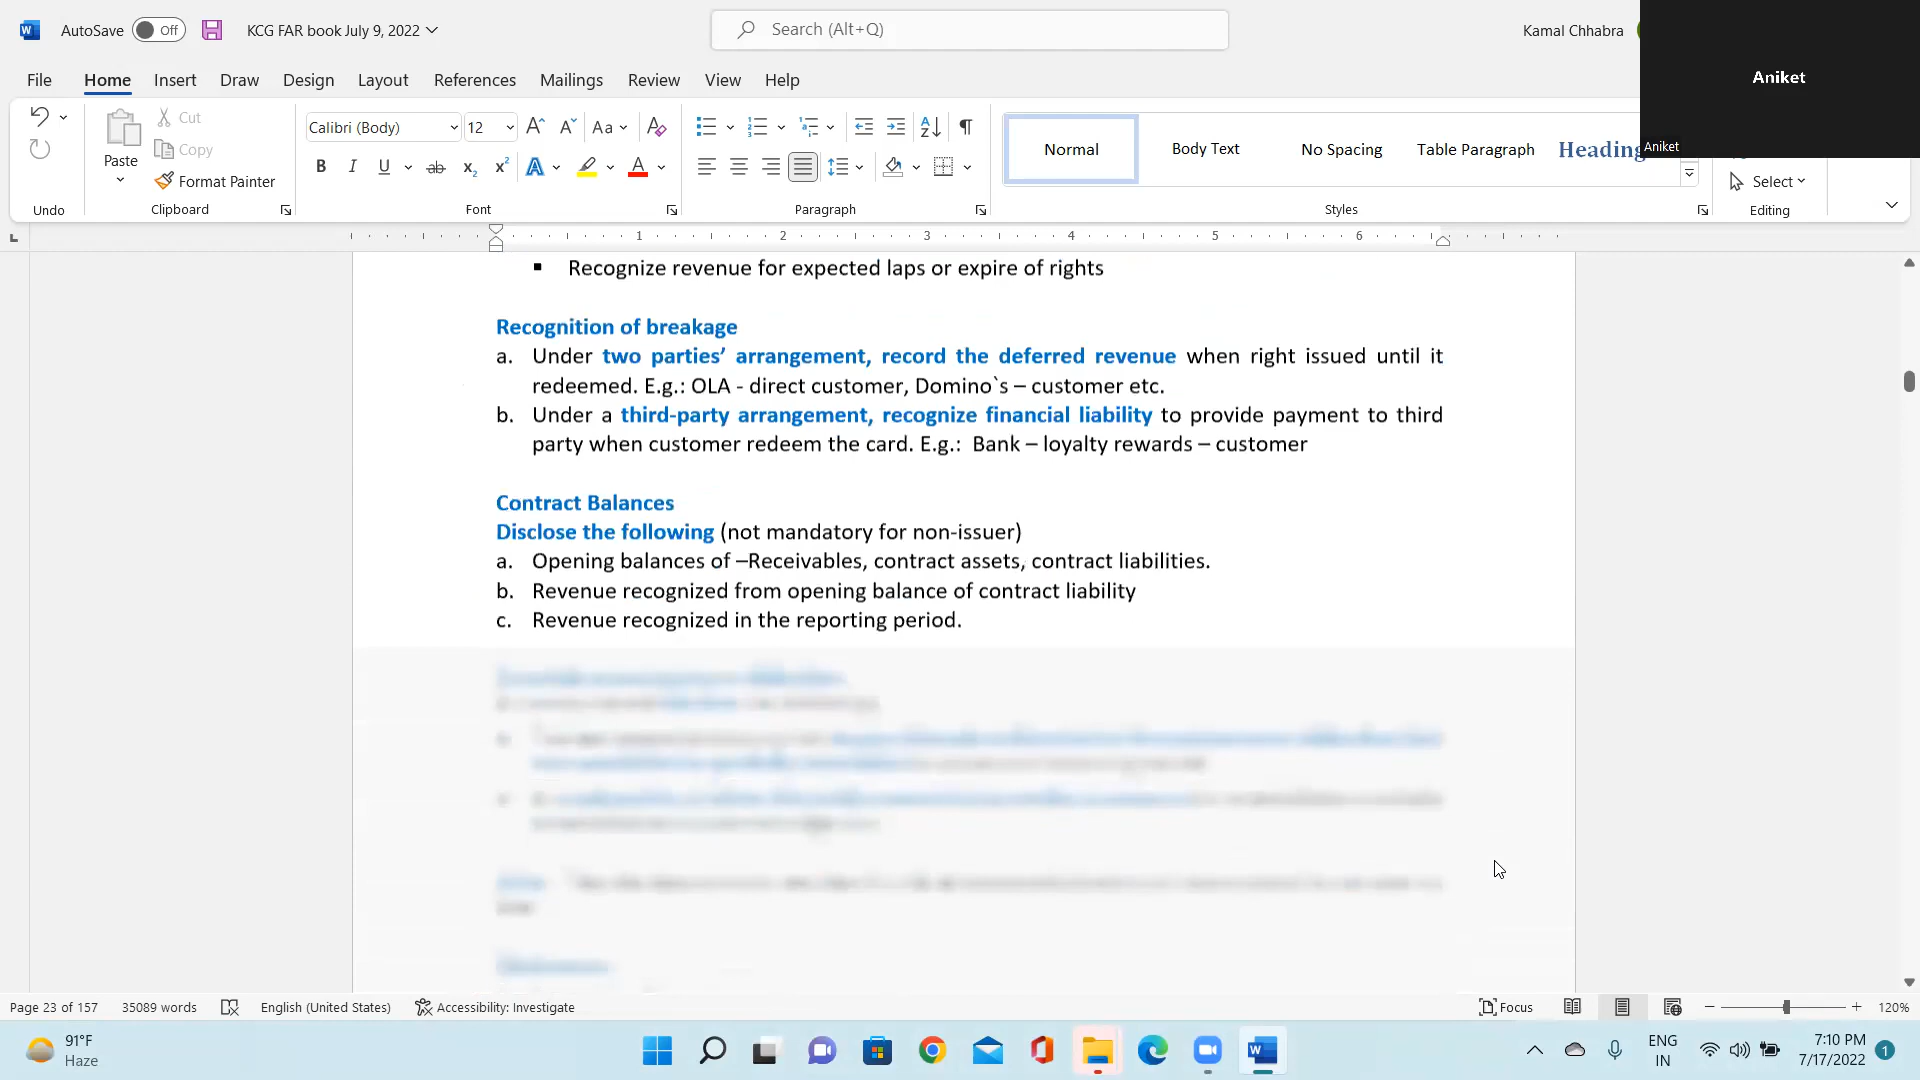 AutoSave Off KCG FAR book July 9, 2022 Search (Alt+Q) Kamal Chhabra
Aniket
Aniket
File Home Insert Draw Design Layout References Mailings Review View Help
Paste
Cut
Copy
Format Painter
Calibri (Body) 12
Normal Body Text No Spacing Table Paragraph Heading
Select
Undo Clipboard Font Paragraph Styles Editing
1 2 3 4 5 6
▪ Recognize revenue for expected laps or expire of rights
Recognition of breakage
a. Under two parties’ arrangement, record the deferred revenue when right issued until it
redeemed. E.g.: OLA - direct customer, Domino`s – customer etc.
b. Under a third-party arrangement, recognize financial liability to provide payment to third
party when customer redeem the card. E.g.: Bank – loyalty rewards – customer
Contract Balances
Disclose the following (not mandatory for non-issuer)
a. Opening balances of –Receivables, contract assets, contract liabilities.
b. Revenue recognized from opening balance of contract liability
c. Revenue recognized in the reporting period.
Page 23 of 157 35089 words English (United States) Accessibility: Investigate Focus 120%
91°F
Haze
ENG
IN
7:10 PM
7/17/2022
1